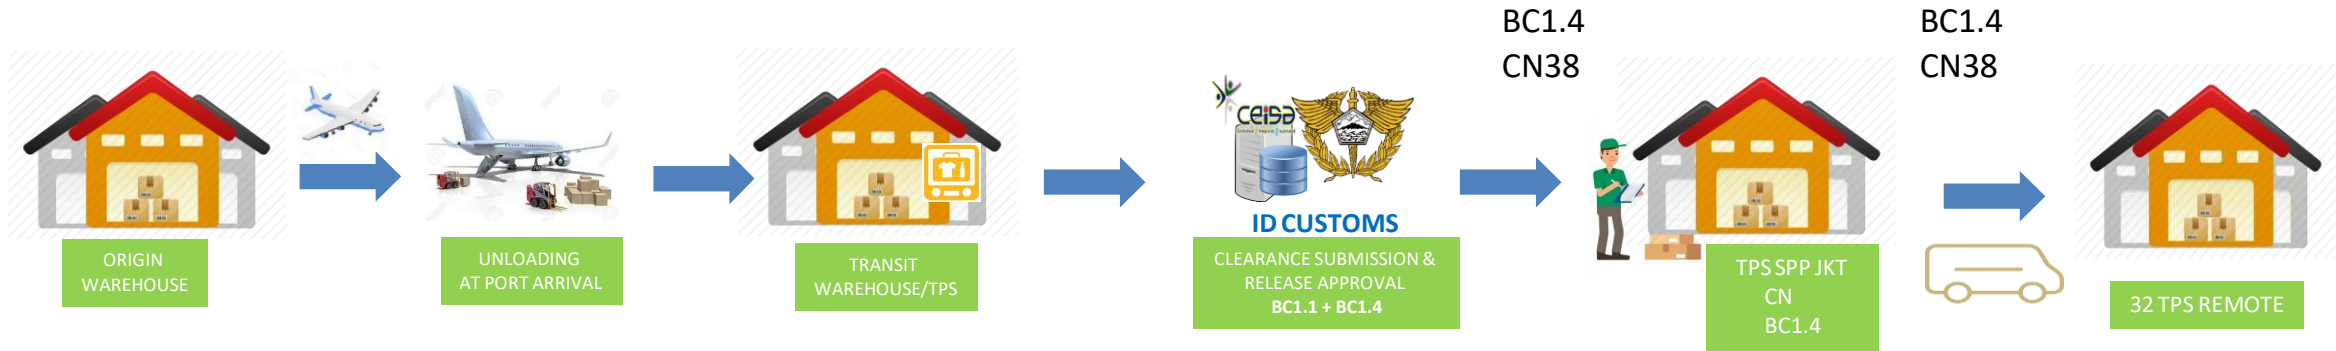 BC1.4
CN38
BC1.4
CN38
ceisa
ID CUSTOMS
ORIGIN
WAREHOUSE
UNLOADING
AT PORT ARRIVAL
TRANSIT
WAREHOUSE/TPS
CLEARANCE SUBMISSION &
RELEASE APPROVAL
BC1.1 + BC1.4
TPS SPP JKT
CN
BC1.4
32 TPS REMOTE